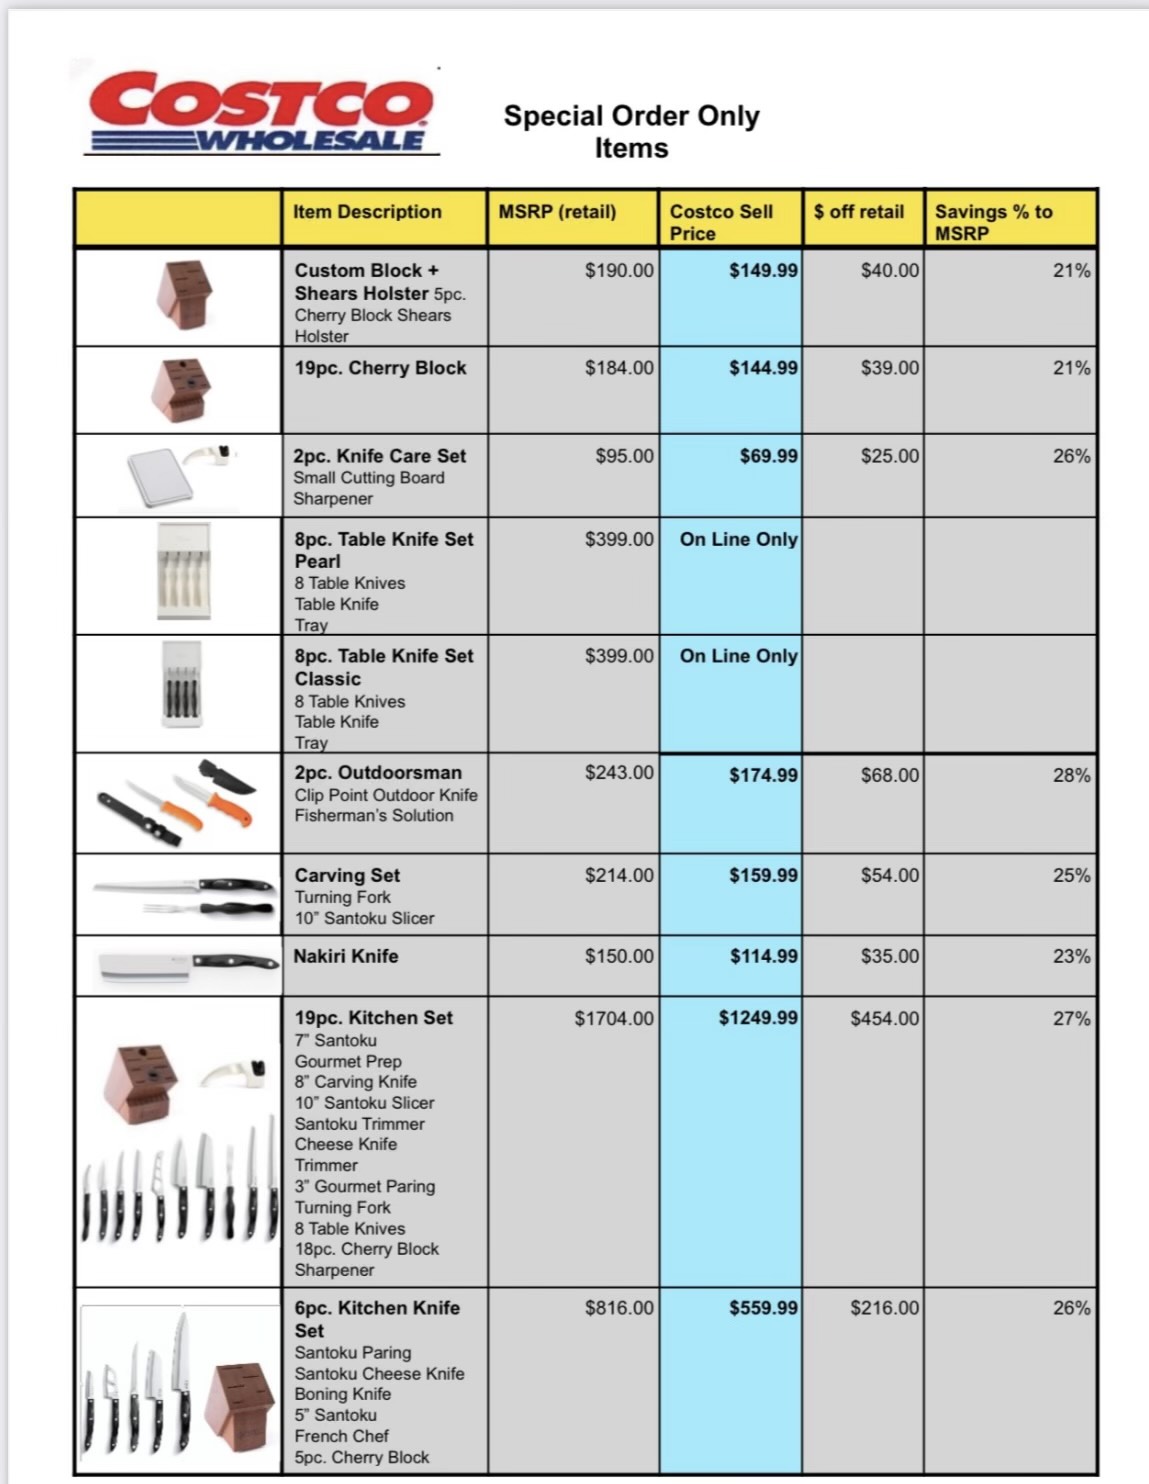 COSTCO
WHOLESALE
Special Order Only
Items
Item Description
MSRP (retail)
Costco Sell
Price
$ off retail
Savings % to
MSRP
Custom Block +
Shears Holster 5pc.
Cherry Block Shears
Holster
$190.00
$149.99
$40.00
21%
19pc. Cherry Block
$184.00
$144.99
$39.00
21%
2pc. Knife Care Set
Small Cutting Board
Sharpener
$95.00
$69.99
$25.00
26%
8pc. Table Knife Set
Pearl
8 Table Knives
Table Knife
Tray
$399.00
On Line Only
8pc. Table Knife Set
Classic
8 Table Knives
Table Knife
Tray
$399.00
On Line Only
2pc. Outdoorsman
Clip Point Outdoor Knife
Fisherman's Solution
$243.00
$174.99
$68.00
28%
Carving Set
Turning Fork
10” Santoku Slicer
$214.00
$159.99
$54.00
25%
Nakiri Knife
$150.00
$114.99
$35.00
23%
19pc. Kitchen Set
7” Santoku
Gourmet Prep
8” Carving Knife
10” Santoku Slicer
Santoku Trimmer
Cheese Knife
Trimmer
3” Gourmet Paring
Turning Fork
8 Table Knives
18pc. Cherry Block
Sharpener
$1704.00
$1249.99
$454.00
27%
6pc. Kitchen Knife
Set
Santoku Paring
Santoku Cheese Knife
Boning Knife
5” Santoku
French Chef
5pc. Cherry Block
$816.00
$559.99
$216.00
26%